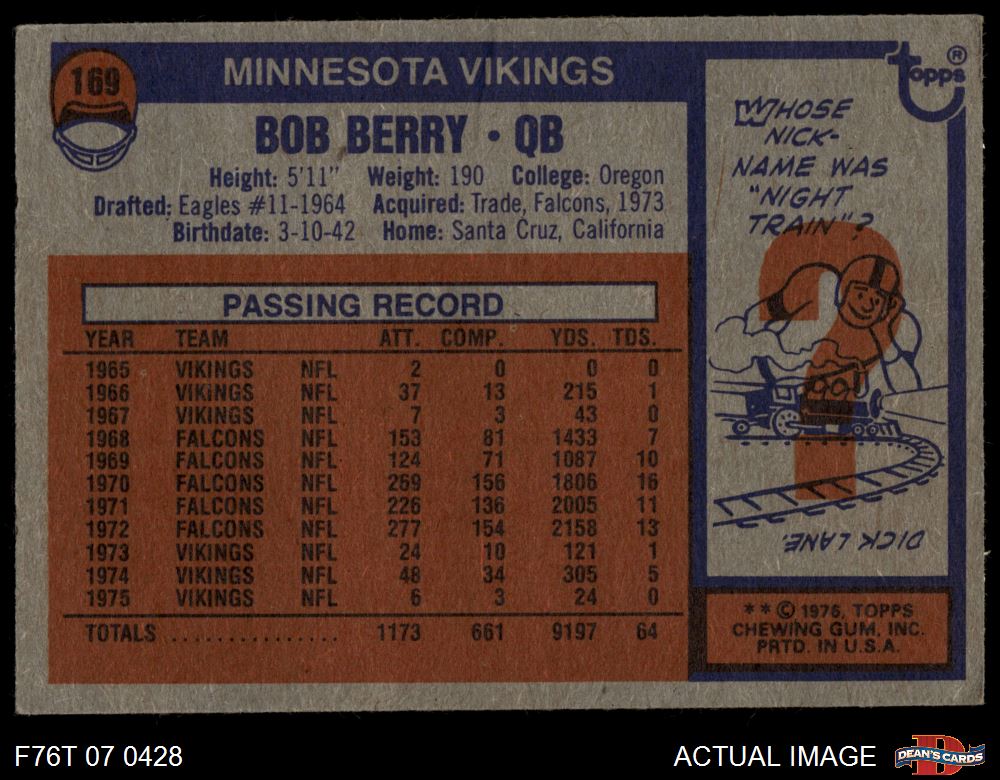 169
MINNESOTA VIKINGS
BOB BERRY • QB
Height: 5'11" Weight: 190 College: Oregon
Drafted: Eagles #11-1964 Acquired: Trade, Falcons, 1973
Birthdate: 3-10-42 Home: Santa Cruz, California
PASSING RECORD
YEAR TEAM ATT. COMP. YDS. TDS.
1965 VIKINGS NFL 2 0 0 0
1966 VIKINGS NFL 37 13 215 1
1967 VIKINGS NFL 7 3 43 0
1968 FALCONS NFL 153 81 1433 7
1969 FALCONS NFL 124 71 1087 10
1970 FALCONS NFL 269 156 1806 16
1971 FALCONS NFL 226 136 2005 11
1972 FALCONS NFL 277 154 2158 13
1973 VIKINGS NFL 24 10 121 1
1974 VIKINGS NFL 48 34 305 5
1975 VIKINGS NFL 6 3 24 0
TOTALS ................ 1173 661 9197 64
topps ®
WHOSE
NICK-
NAME WAS
"NIGHT
TRAIN"?
?
DICK LANE.
* * © 1976, TOPPS
CHEWING GUM, INC.
PRTD. IN U.S.A.
F76T 07 0428
ACTUAL IMAGE
D
DEAN'S CARDS